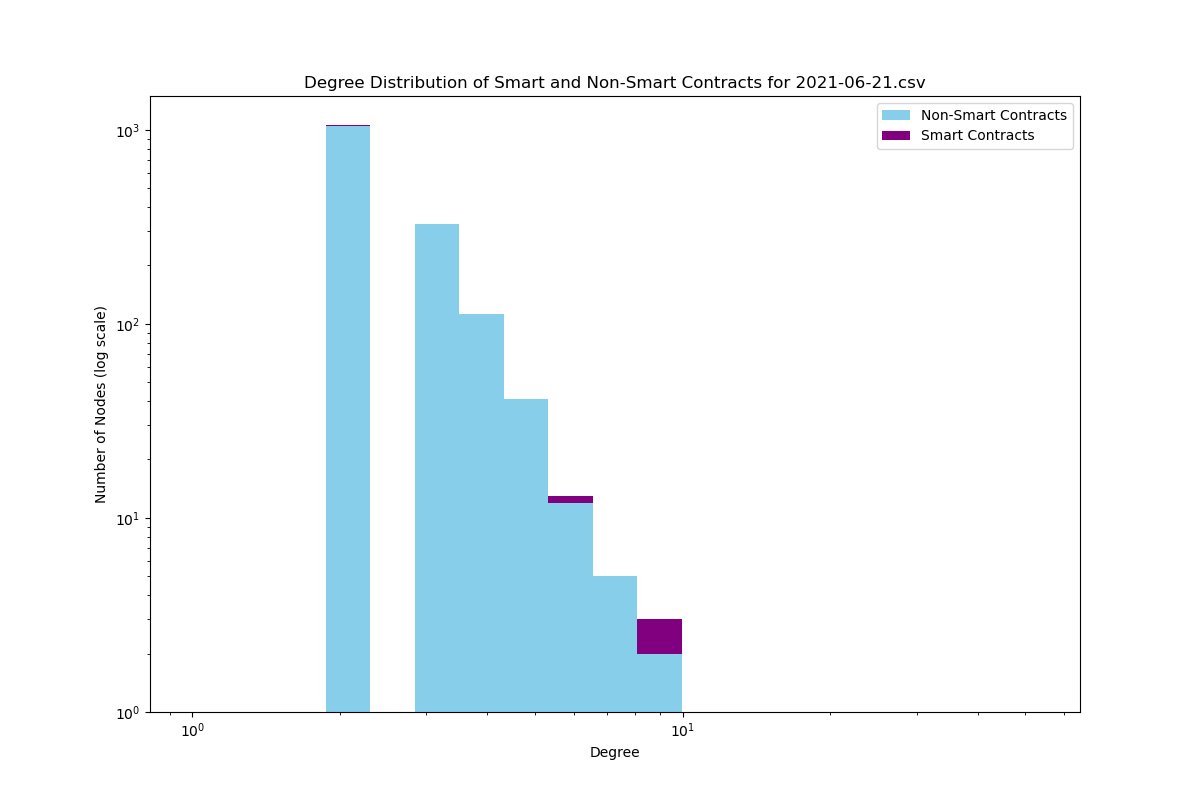 Degree Distribution of Smart and Non-Smart Contracts for 2021-06-21.csv
Non-Smart Contracts
Smart Contracts
Number of Nodes (log scale)
10³
10²
10¹
10⁰
10⁰ 10¹
Degree